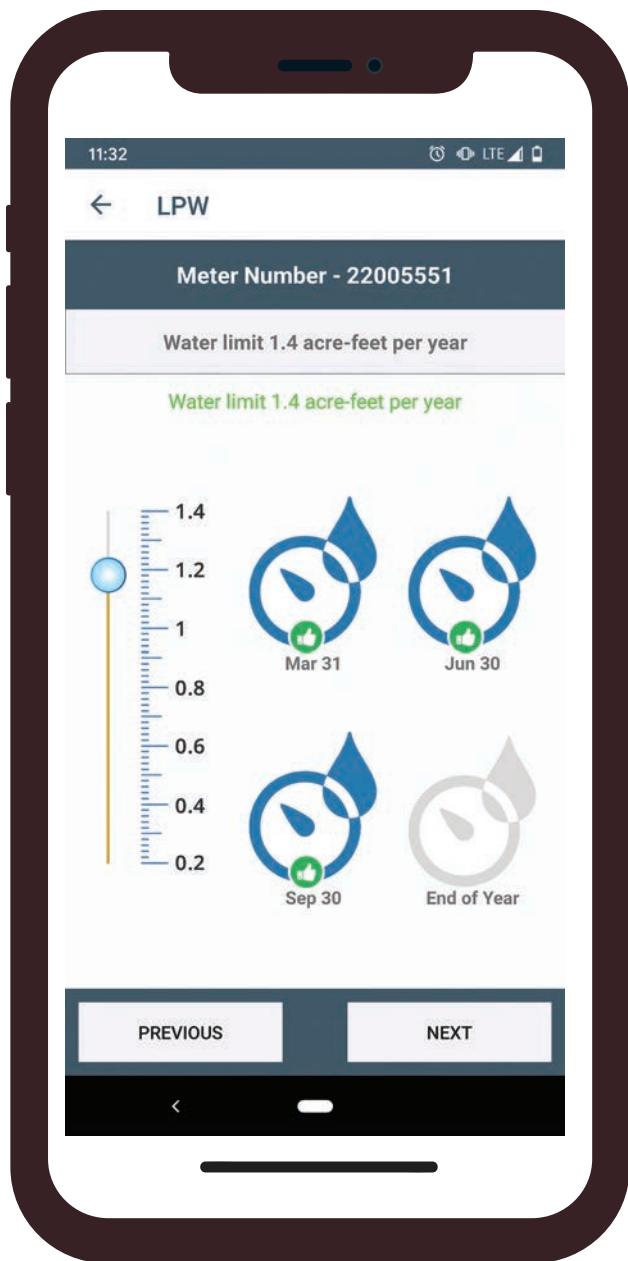 11:32
LTE
LPW
Meter Number - 22005551
Water limit 1.4 acre-feet per year
Water limit 1.4 acre-feet per year
1.4
1.2
1
0.8
0.6
0.4
0.2
Mar 31
Jun 30
Sep 30
End of Year
PREVIOUS
NEXT